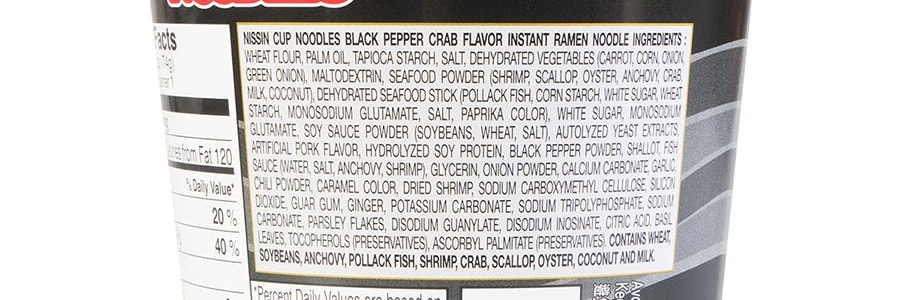 NOODLES
Facts
(74g)
Calories from Fat 120
% Daily Value*
20 %
40 %
NISSIN CUP NOODLES BLACK PEPPER CRAB FLAVOR INSTANT RAMEN NOODLE INGREDIENTS :
WHEAT FLOUR, PALM OIL, TAPIOCA STARCH, SALT, DEHYDRATED VEGETABLES (CARROT, CORN, ONION,
GREEN ONION), MALTODEXTRIN, SEAFOOD POWDER (SHRIMP, SCALLOP, OYSTER, ANCHOVY, CRAB,
MILK, COCONUT), DEHYDRATED SEAFOOD STICK (POLLACK FISH, CORN STARCH, WHITE SUGAR, WHEAT
STARCH, MONOSODIUM GLUTAMATE, SALT, PAPRIKA COLOR), WHITE SUGAR, MONOSODIUM
GLUTAMATE, SOY SAUCE POWDER (SOYBEANS, WHEAT, SALT), AUTOLYZED YEAST EXTRACTS,
ARTIFICIAL PORK FLAVOR, HYDROLYZED SOY PROTEIN, BLACK PEPPER POWDER, SHALLOT, FISH
SAUCE (WATER, SALT, ANCHOVY, SHRIMP), GLYCERIN, ONION POWDER, CALCIUM CARBONATE, GARLIC,
CHILI POWDER, CARAMEL COLOR, DRIED SHRIMP, SODIUM CARBOXYMETHYL CELLULOSE, SILICON
DIOXIDE, GUAR GUM, GINGER, POTASSIUM CARBONATE, SODIUM TRIPOLYPHOSPHATE, SODIUM
CARBONATE, PARSLEY FLAKES, DISODIUM GUANYLATE, DISODIUM INOSINATE, CITRIC ACID, BASIL
LEAVES, TOCOPHEROLS (PRESERVATIVES), ASCORBYL PALMITATE (PRESERVATIVES). CONTAINS WHEAT,
SOYBEANS, ANCHOVY, POLLACK FISH, SHRIMP, CRAB, SCALLOP, OYSTER, COCONUT AND MILK.
*Percent Daily Values are based on